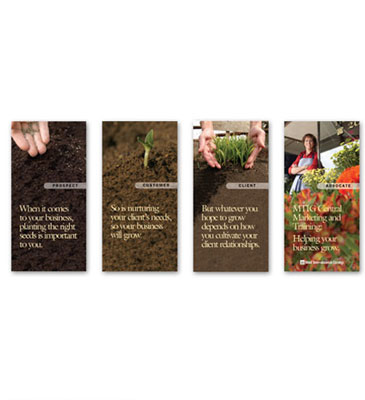 PROSPECT
When it comes
to your business,
planting the right
seeds is important
to you.
CUSTOMER
So is nurturing
your client's needs,
so your business
will grow.
CLIENT
But whatever you
hope to grow
depends on how
you cultivate your
client relationships.
ADVOCATE
Central
Marketing and
Training:
Helping your
business grow.